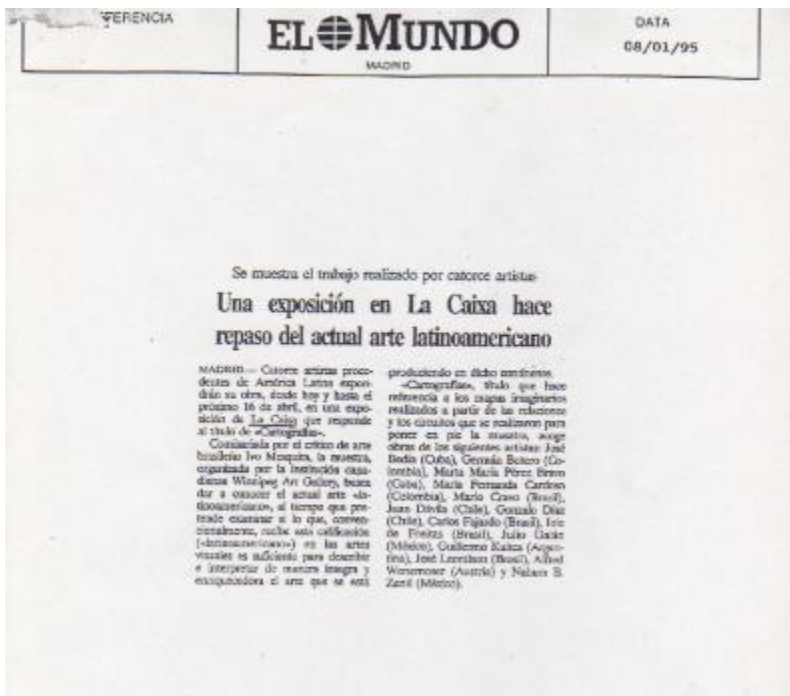 ERENCIA
EL MUNDO
MADRID
DATA
08/01/95
Se muestra el trabajo realizado por catorce artistas
Una exposición en La Caixa hace
repaso del actual arte latinoamericano
MADRID.— Catorce artistas proce-
dentes de América Latina expon-
drán su obra, desde hoy y hasta el
próximo 16 de abril, en una expo-
sición de La Caixa que responde
al título de «Cartografías».
Comisariada por el crítico de arte
brasileño Ivo Mesquita, la muestra,
organizada por la institución cana-
diense Winnipeg Art Gallery, busca
dar a conocer el actual arte «la-
tinoamericano», al tiempo que pre-
tende examinar si lo que, conven-
cionalmente, recibe esta calificación
(«latinoamericano») en las artes
visuales es suficiente para describir
e interpretar de manera íntegra y
enriquecedora el arte que se está
produciendo en dicho continente.
«Cartografías», título que hace
referencia a los mapas imaginarios
realizados a partir de las relaciones
y los circuitos que se realizaron para
poner en pie la muestra, acoge
obras de los siguientes artistas: José
Bedia (Cuba), Germán Botero (Co-
lombia), Marta María Pérez Bravo
(Cuba), María Fernanda Cardoso
(Colombia), Mario Cravo (Brasil),
Juan Dávila (Chile), Gonzalo Díaz
(Chile), Carlos Fajardo (Brasil), Iole
de Freitas (Brasil), Julio Galán
(México), Guillermo Kuitca (Argen-
tina), José Leonilson (Brasil), Alfred
Wenemoser (Austria) y Nahum B.
Zenil (México).